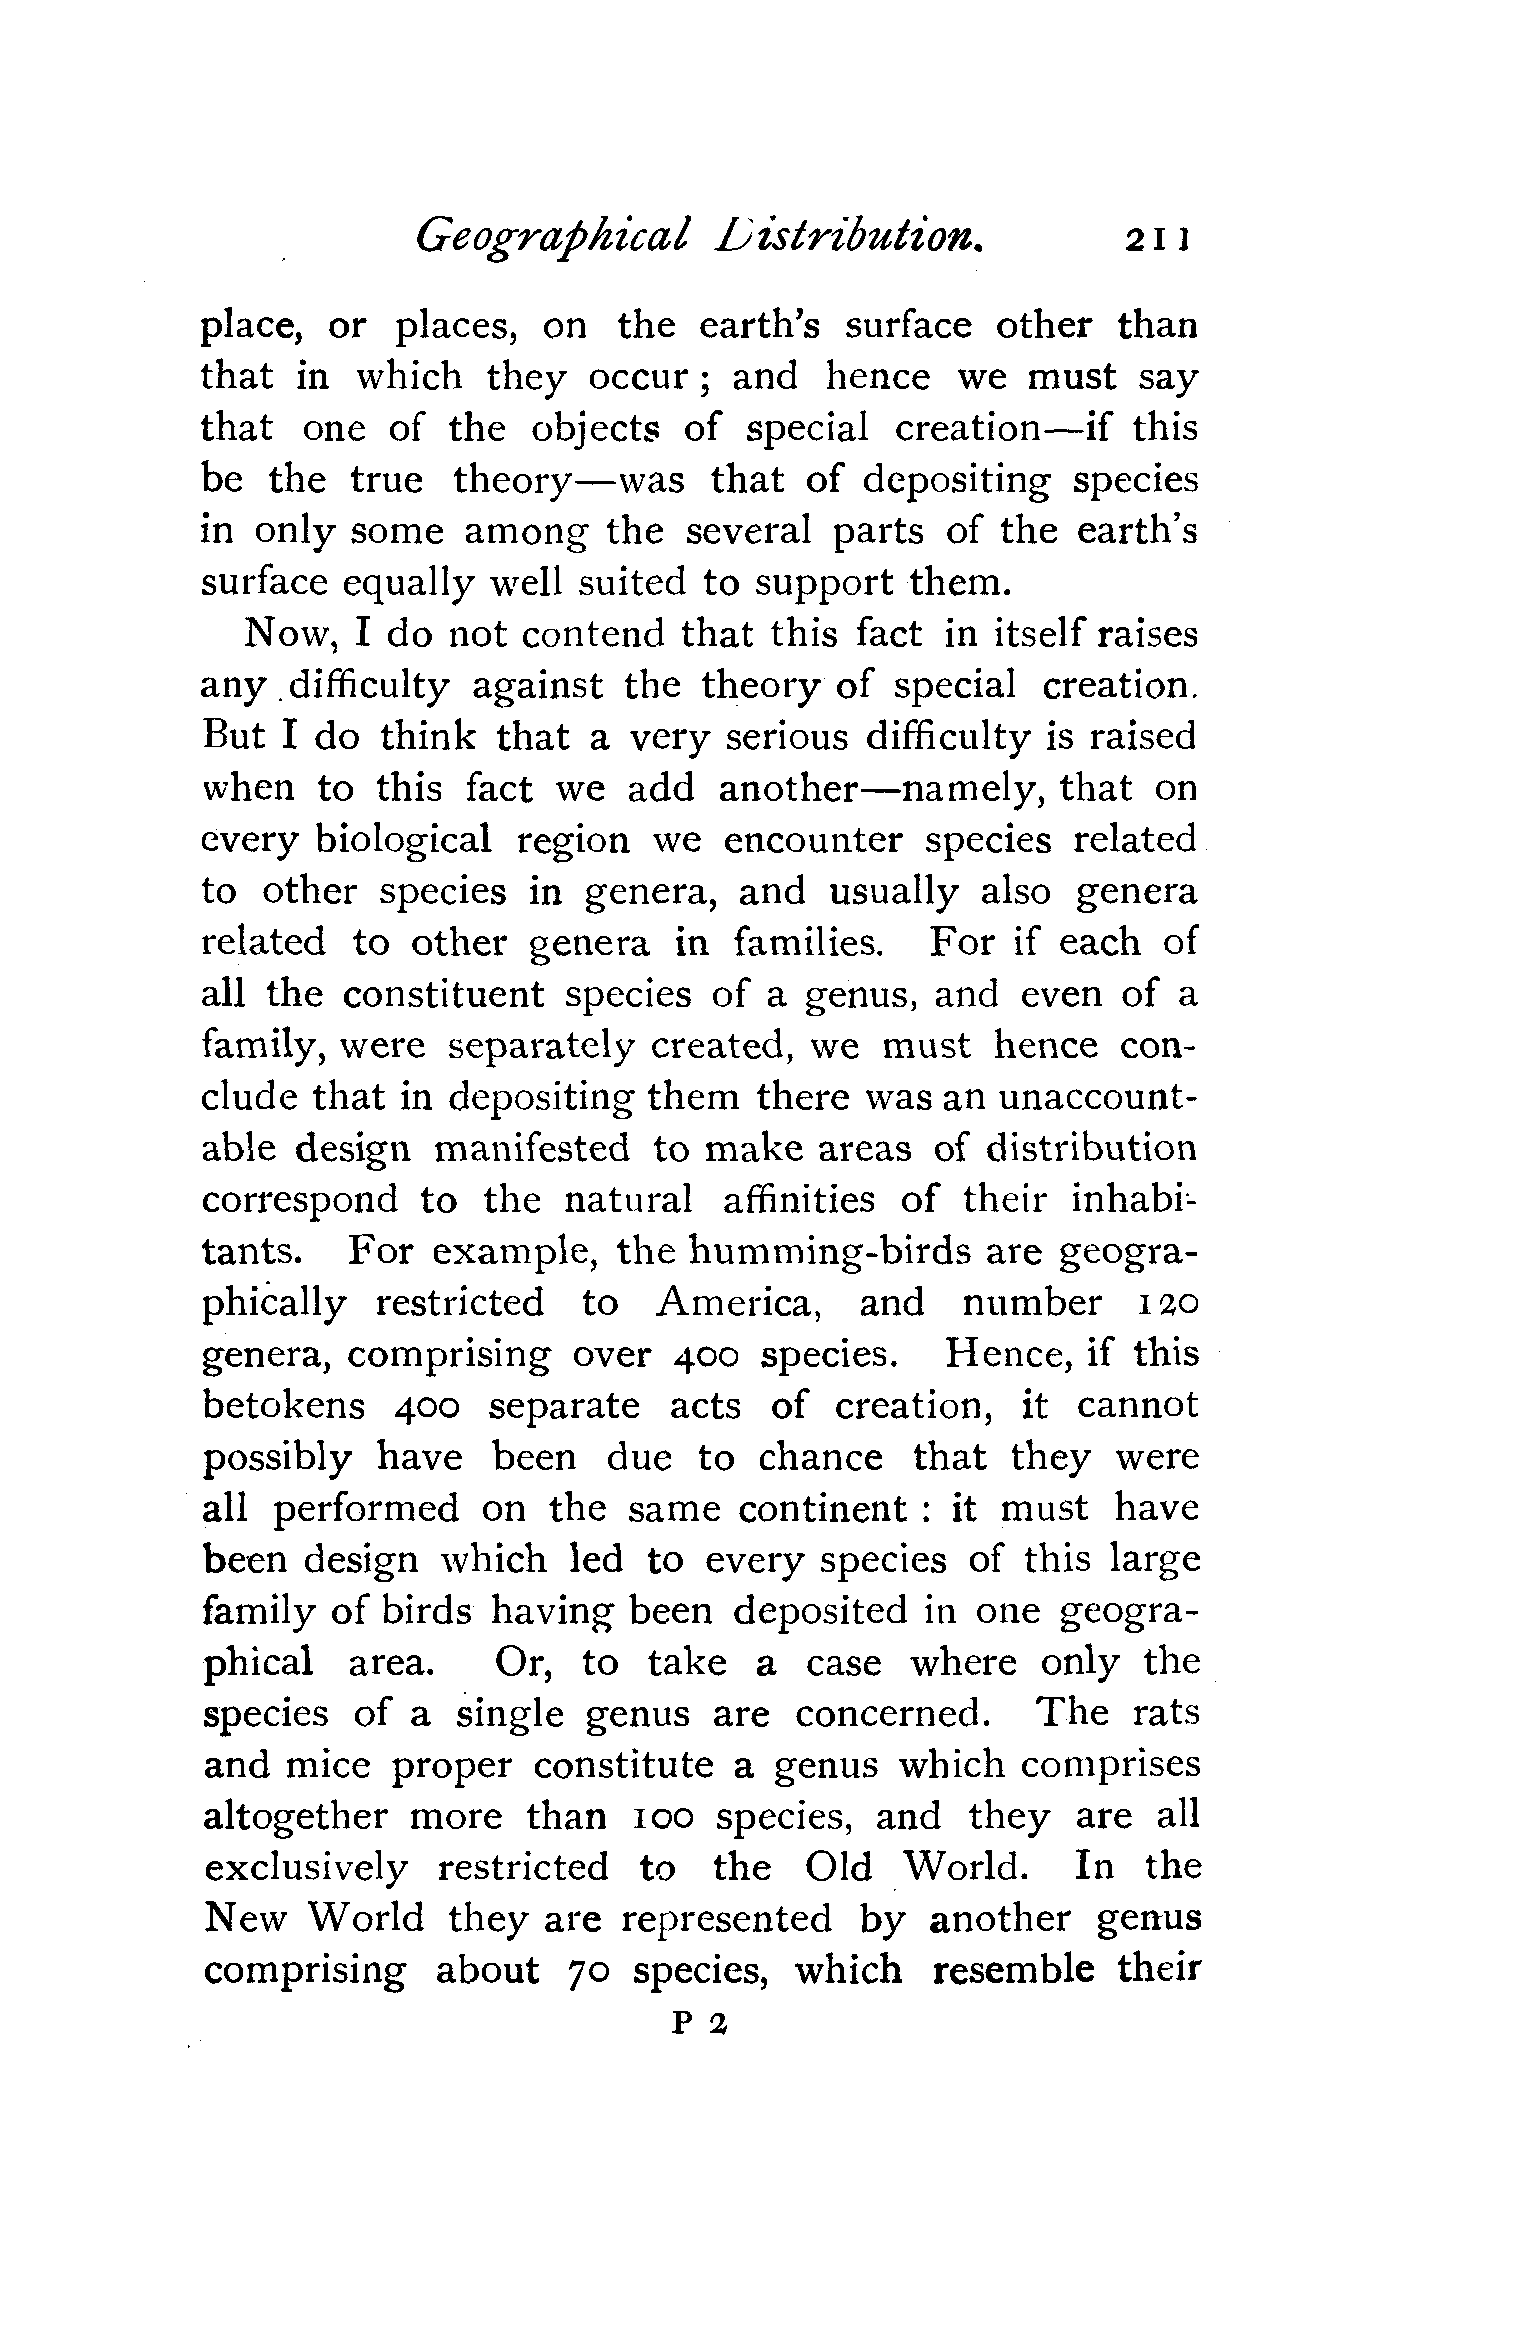 Geographical Distribution. 211
place, or places, on the earth's surface other than
that in which they occur; and hence we must say
that one of the objects of special creation—if this
be the true theory—was that of depositing species
in only some among the several parts of the earth's
surface equally well suited to support them.
Now, I do not contend that this fact in itself raises
any difficulty against the theory of special creation.
But I do think that a very serious difficulty is raised
when to this fact we add another—namely, that on
every biological region we encounter species related
to other species in genera, and usually also genera
related to other genera in families. For if each of
all the constituent species of a genus, and even of a
family, were separately created, we must hence con-
clude that in depositing them there was an unaccount-
able design manifested to make areas of distribution
correspond to the natural affinities of their inhabi-
tants. For example, the humming-birds are geogra-
phically restricted to America, and number 120
genera, comprising over 400 species. Hence, if this
betokens 400 separate acts of creation, it cannot
possibly have been due to chance that they were
all performed on the same continent : it must have
been design which led to every species of this large
family of birds having been deposited in one geogra-
phical area. Or, to take a case where only the
species of a single genus are concerned. The rats
and mice proper constitute a genus which comprises
altogether more than 100 species, and they are all
exclusively restricted to the Old World. In the
New World they are represented by another genus
comprising about 70 species, which resemble their
P 2